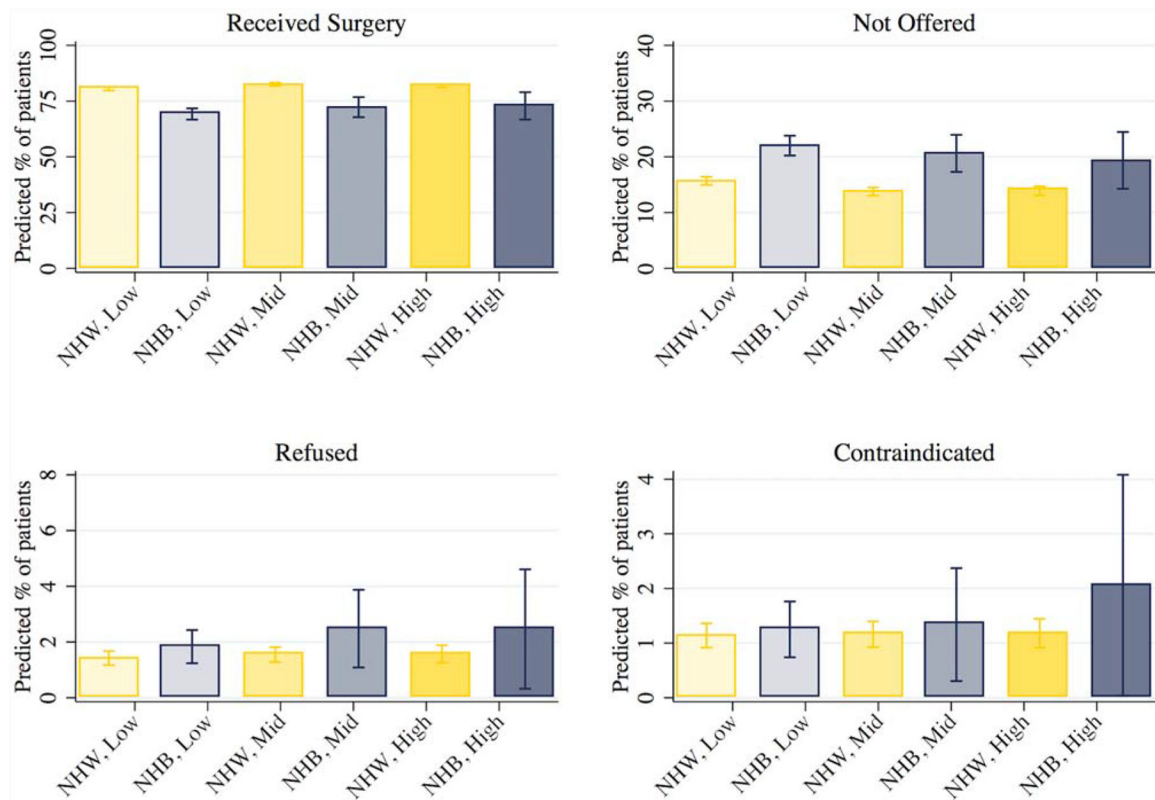 Received Surgery
Predicted % of patients
100
75
50
25
0
NHW, Low
NHB, Low
NHW, Mid
NHB, Mid
NHW, High
NHB, High
Not Offered
Predicted % of patients
40
30
20
10
0
NHW, Low
NHB, Low
NHW, Mid
NHB, Mid
NHW, High
NHB, High
Refused
Predicted % of patients
8
6
4
2
0
NHW, Low
NHB, Low
NHW, Mid
NHB, Mid
NHW, High
NHB, High
Contraindicated
Predicted % of patients
4
3
2
1
0
NHW, Low
NHB, Low
NHW, Mid
NHB, Mid
NHW, High
NHB, High